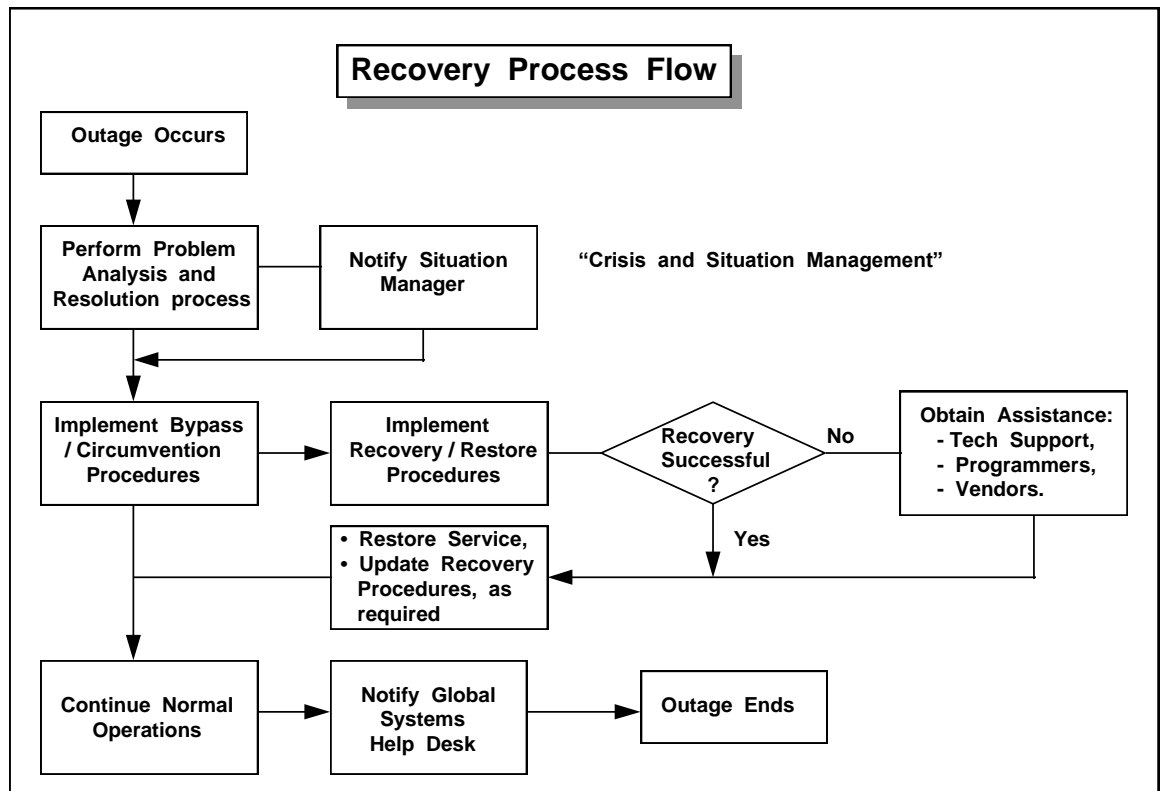 Recovery Process Flow
Outage Occurs
Perform Problem
Analysis and
Resolution process
Notify Situation
Manager
“Crisis and Situation Management”
Implement Bypass
/ Circumvention
Procedures
Implement
Recovery / Restore
Procedures
Recovery
Successful
?
No
Obtain Assistance:
- Tech Support,
- Programmers,
- Vendors.
Yes
• Restore Service,
• Update Recovery
Procedures, as
required
Continue Normal
Operations
Notify Global
Systems
Help Desk
Outage Ends